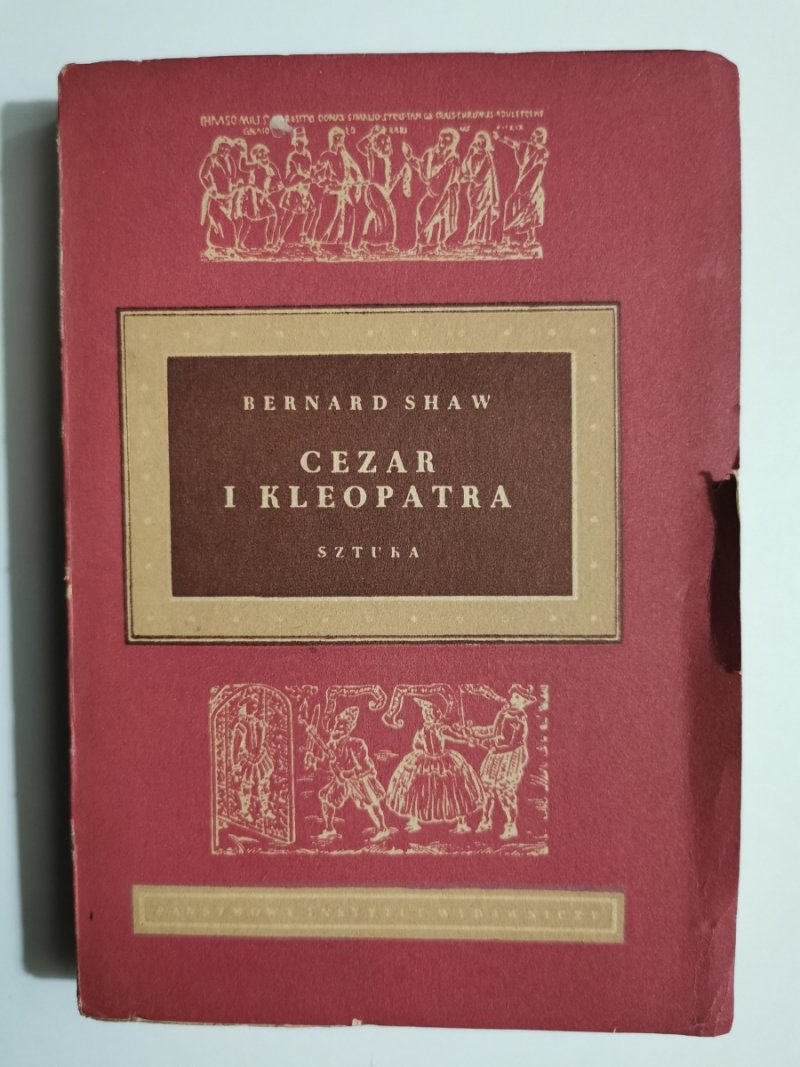 BERNARD SHAW
CEZAR
I KLEOPATRA
SZTUKA
PAŃSTWOWY INSTYTUT WYDAWNICZY